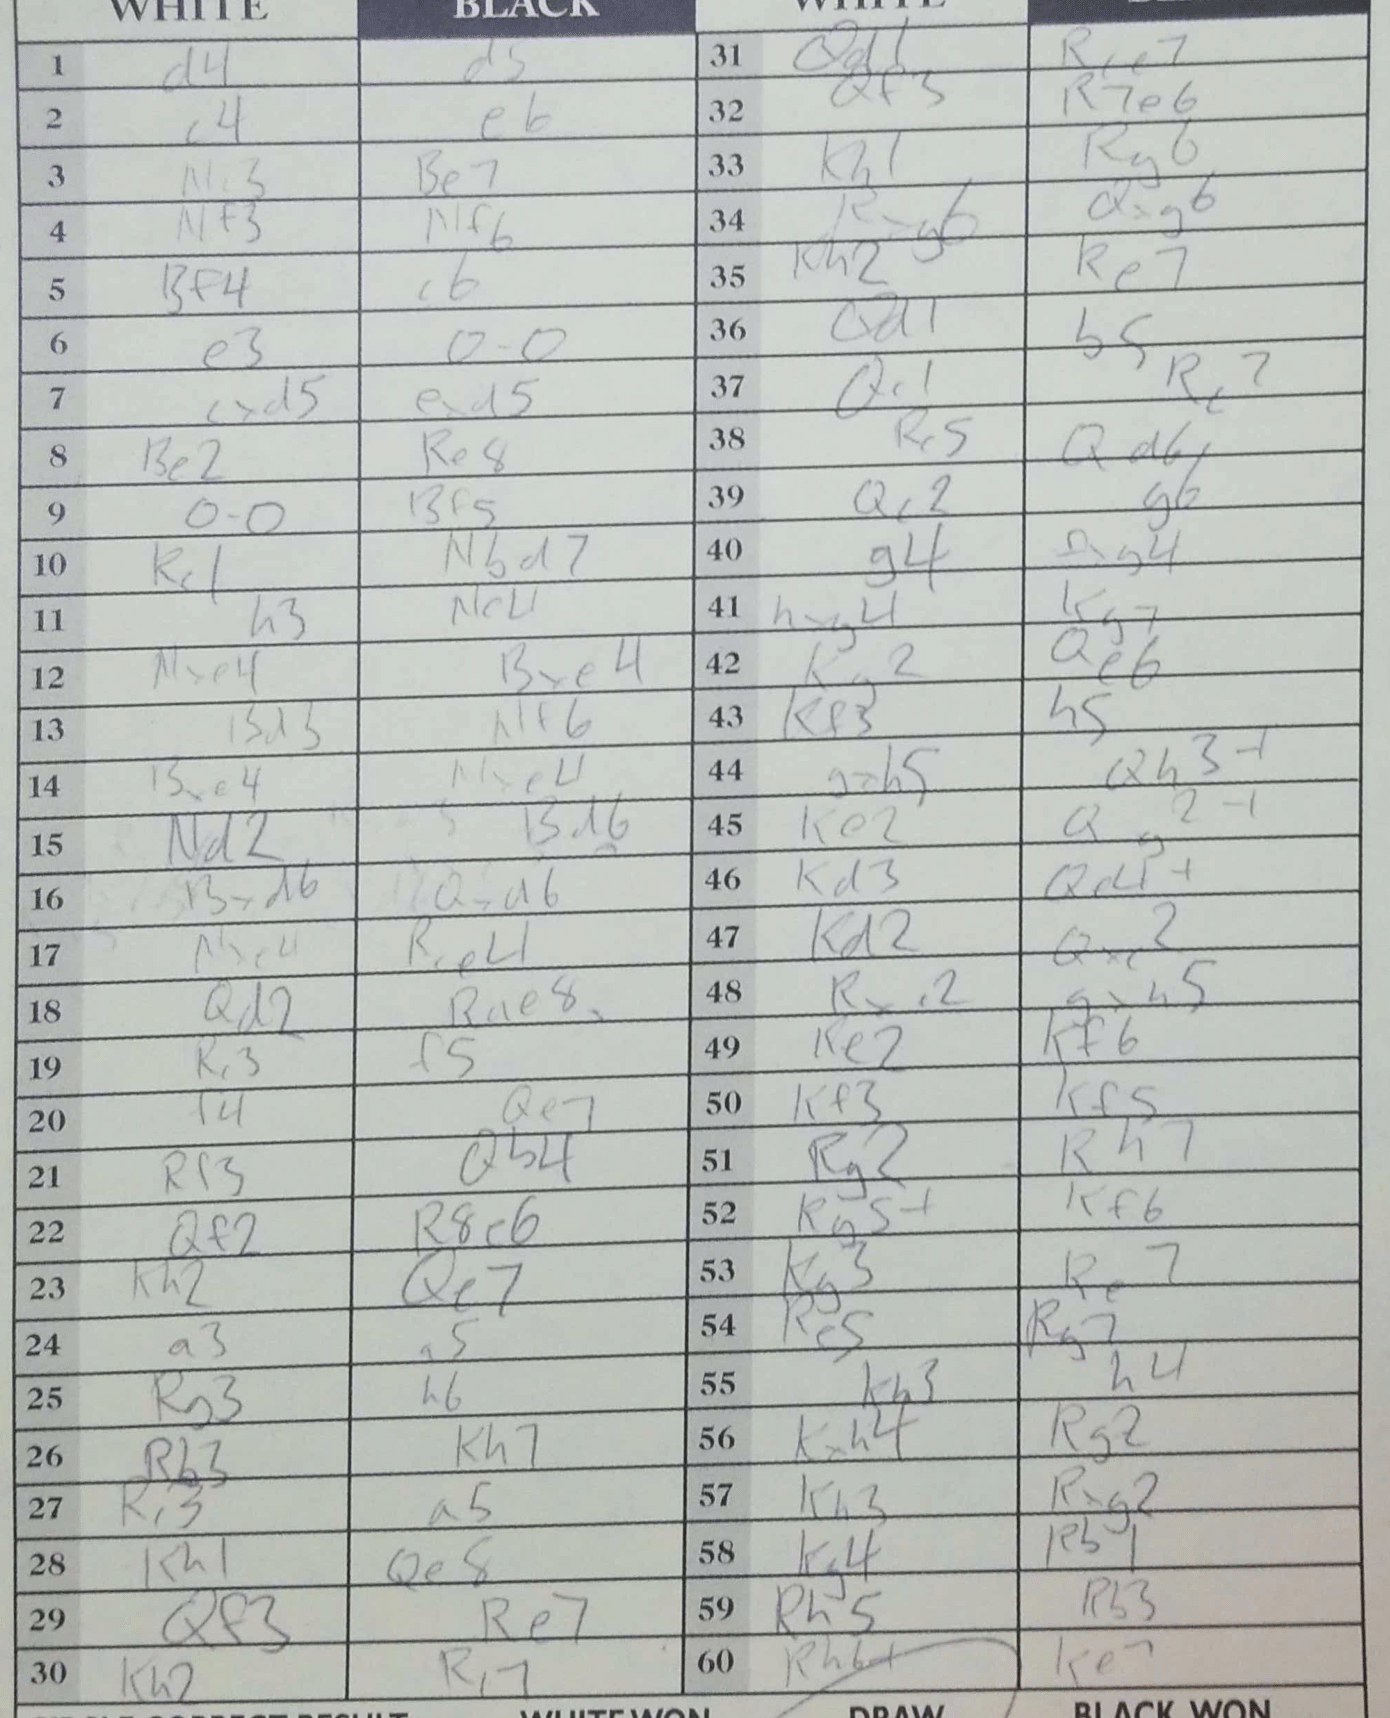 WHITE BLACK WHITE
1 d4 d5
2 c4 e6
3 Nc3 Be7
4 Nf3 Nf6
5 Bf4 c6
6 e3 0-0
7 cxd5 exd5
8 Be2 Re8
9 0-0 Bf5
10 Rc1 Nbd7
11 h3 Ne4
12 Nxe4 Bxe4
13 Bd3 Nf6
14 Bxe4 Nxe4
15 Nd2 Bd6
16 Bxd6 Qxd6
17 Nxe4 Rxe4
18 Qd2 Rae8
19 Rc3 f5
20 f4 Qe7
21 Rf3 Qb4
22 Qf2 R8e6
23 Kh2 Qe7
24 a3 a5
25 Rg3 h6
26 Rb3 Kh7
27 Rc3 a5
28 Kh1 Qe8
29 Qf3 Re7
30 Kh2 Rc7
31 Qd1 Rce7
32 Qf3 R7e6
33 Kh1 Rg6
34 Rxg6 Qxg6
35 Kh2 Re7
36 Qd1 b5
37 Qc1 Rc7
38 Rc5 Qd6
39 Qc2 g6
40 g4 fxg4
41 hxg4 Kg7
42 Kg2 Qe6
43 Kf3 h5
44 gxh5 Qh3+
45 Ke2 Qg2+
46 Kd3 Qe4+
47 Kd2 Qxc2
48 Rxc2 gxh5
49 Ke2 Kf6
50 Kf3 Kf5
51 Rg2 Rh7
52 Rg5+ Kf6
53 Kg3 Re7
54 Re5 Rg7
55 Kh3 h4
56 Kxh4 Rg2
57 Kh3 Rxg2
58 Kg4 Rb1
59 Rh5 Rb3
60 Rh6+ Ke7
CIRCLE CORRECT RESULT WHITE WON DRAW BLACK WON